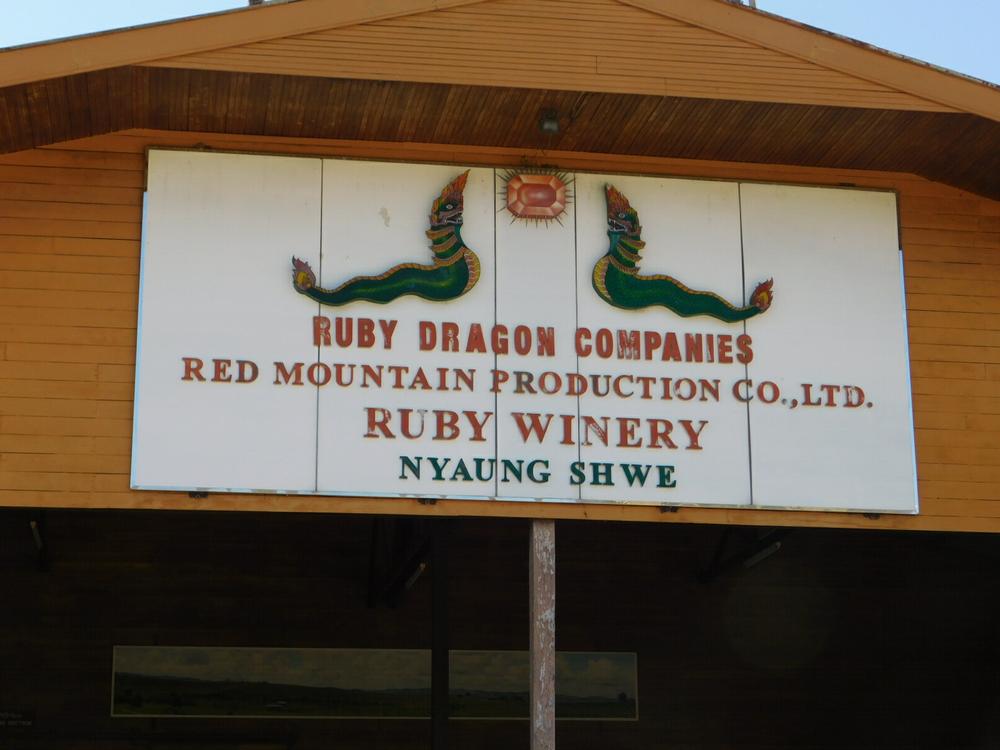 RUBY DRAGON COMPANIES
RED MOUNTAIN PRODUCTION CO.,LTD.
RUBY WINERY
NYAUNG SHWE